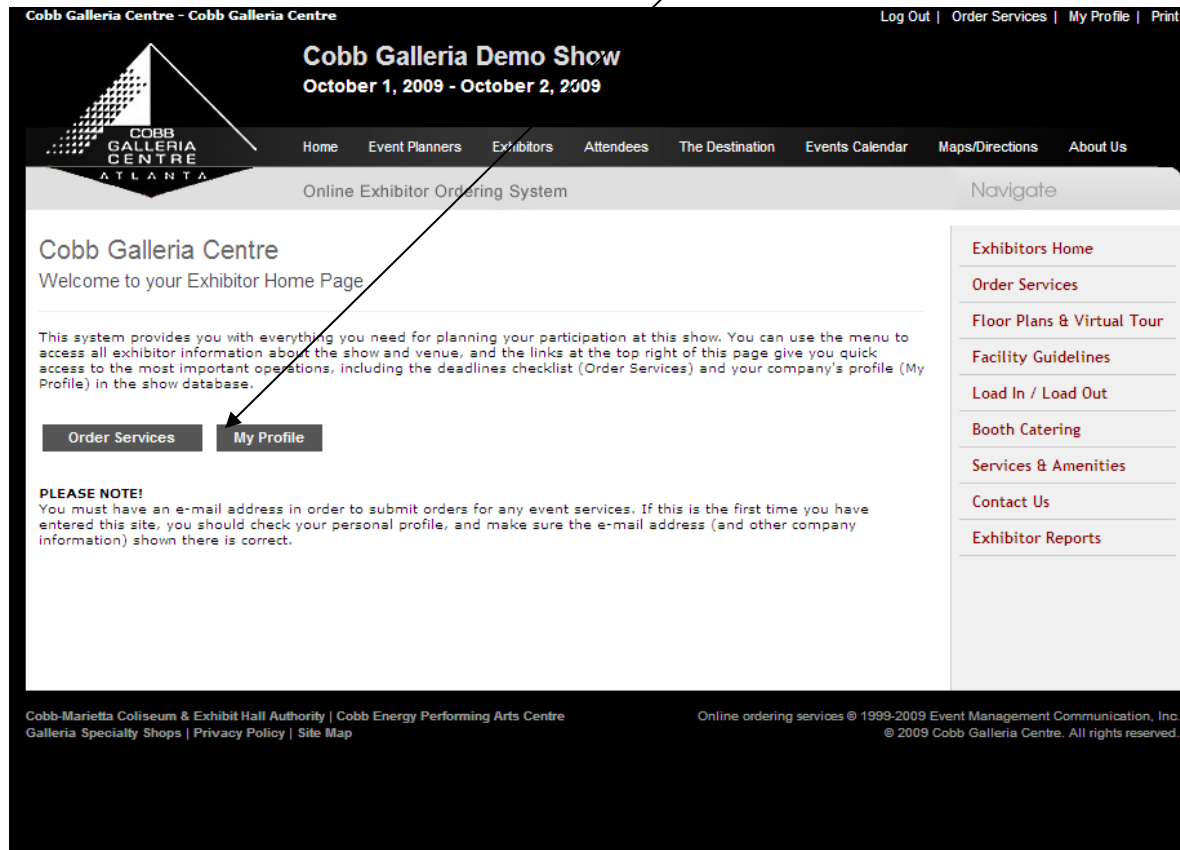 Cobb Galleria Centre - Cobb Galleria Centre
Log Out | Order Services | My Profile | Print
Cobb Galleria Demo Show
October 1, 2009 - October 2, 2009
COBB
GALLERIA
CENTRE
ATLANTA
Home Event Planners Exhibitors Attendees The Destination Events Calendar Maps/Directions About Us
Online Exhibitor Ordering System
Navigate
Cobb Galleria Centre
Welcome to your Exhibitor Home Page
This system provides you with everything you need for planning your participation at this show. You can use the menu to
access all exhibitor information about the show and venue, and the links at the top right of this page give you quick
access to the most important operations, including the deadlines checklist (Order Services) and your company's profile (My
Profile) in the show database.
Order Services My Profile
PLEASE NOTE!
You must have an e-mail address in order to submit orders for any event services. If this is the first time you have
entered this site, you should check your personal profile, and make sure the e-mail address (and other company
information) shown there is correct.
Exhibitors Home
Order Services
Floor Plans & Virtual Tour
Facility Guidelines
Load In / Load Out
Booth Catering
Services & Amenities
Contact Us
Exhibitor Reports
Cobb-Marietta Coliseum & Exhibit Hall Authority | Cobb Energy Performing Arts Centre
Galleria Specialty Shops | Privacy Policy | Site Map
Online ordering services © 1999-2009 Event Management Communication, Inc.
© 2009 Cobb Galleria Centre. All rights reserved.